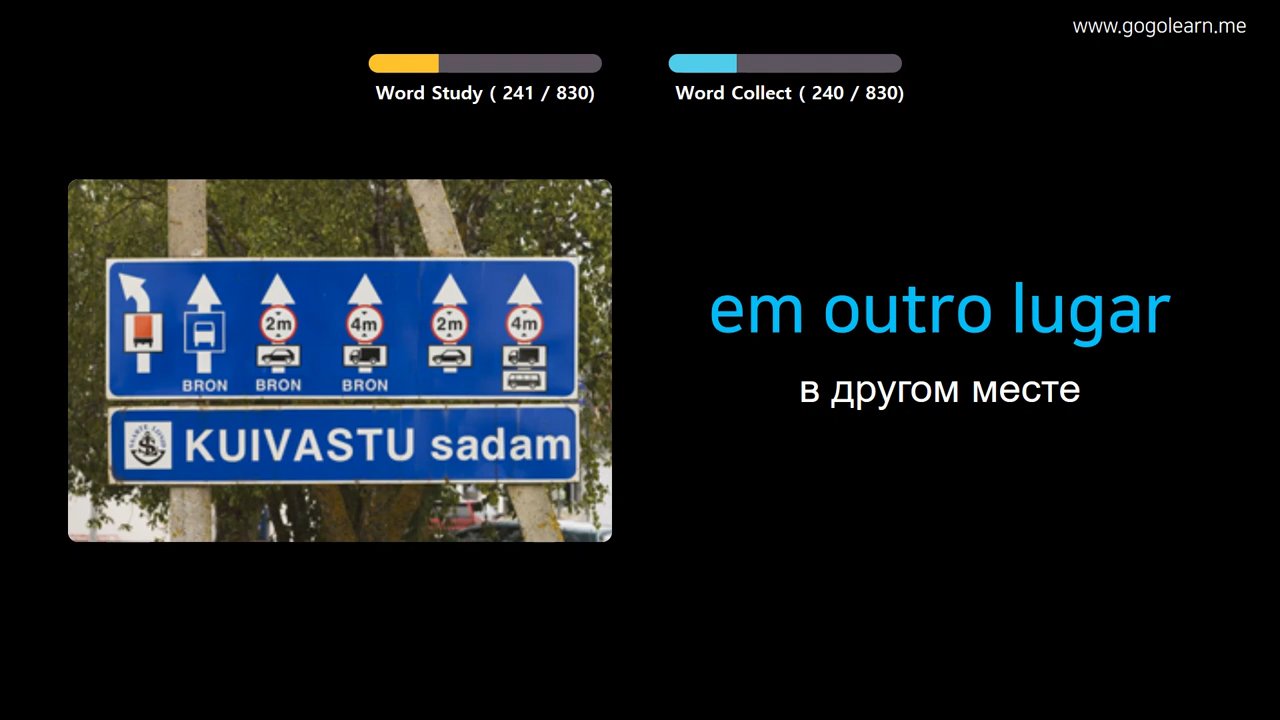 www.gogolearn.me
Word Study ( 241 / 830)
Word Collect ( 240 / 830)
2m
4m
2m
4m
BRON
BRON
BRON
KUIVASTU sadam
em outro lugar
в другом месте